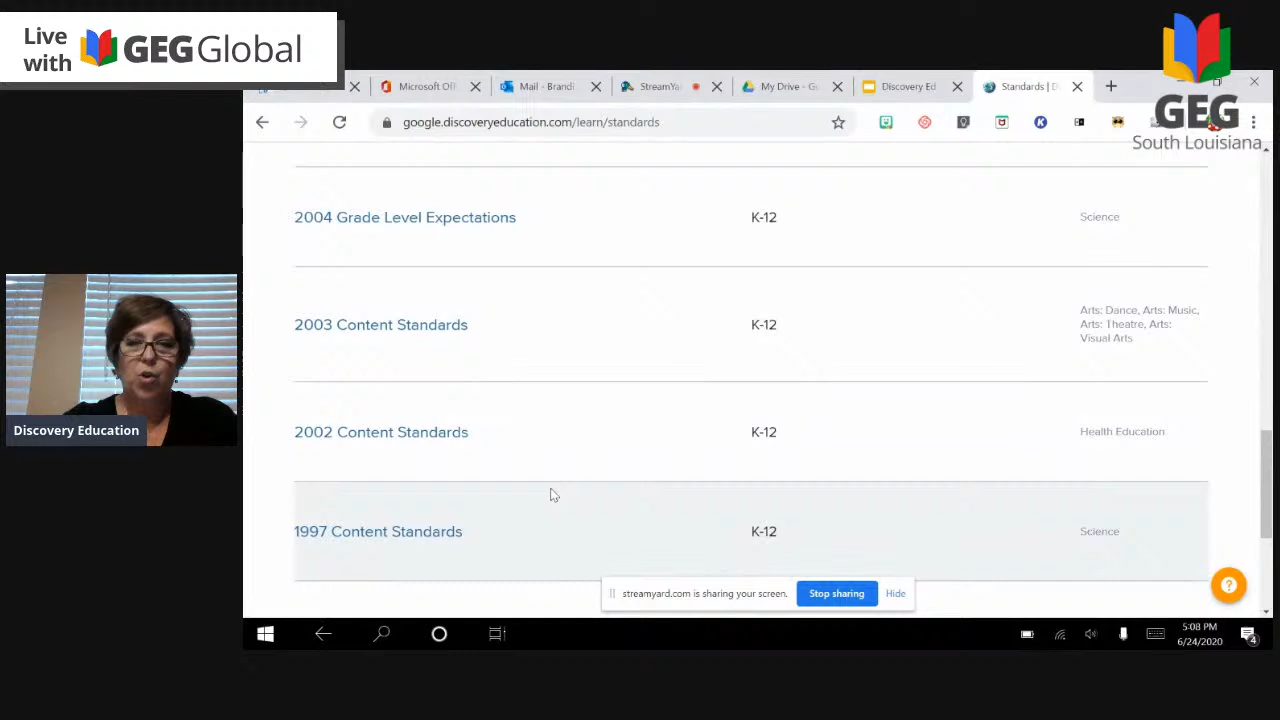 Live
with
GEG Global
GEG
South Louisiana
Microsoft Off
Mail - Brandi
StreamYa
My Drive - G
Discovery Ed
Standards | D
google.discoveryeducation.com/learn/standards
2004 Grade Level Expectations
K-12
Science
2003 Content Standards
K-12
Arts: Dance, Arts: Music,
Arts: Theatre, Arts:
Visual Arts
2002 Content Standards
K-12
Health Education
1997 Content Standards
K-12
Science
Discovery Education
streamyard.com is sharing your screen.
Stop sharing
Hide
5:08 PM
6/24/2020
4